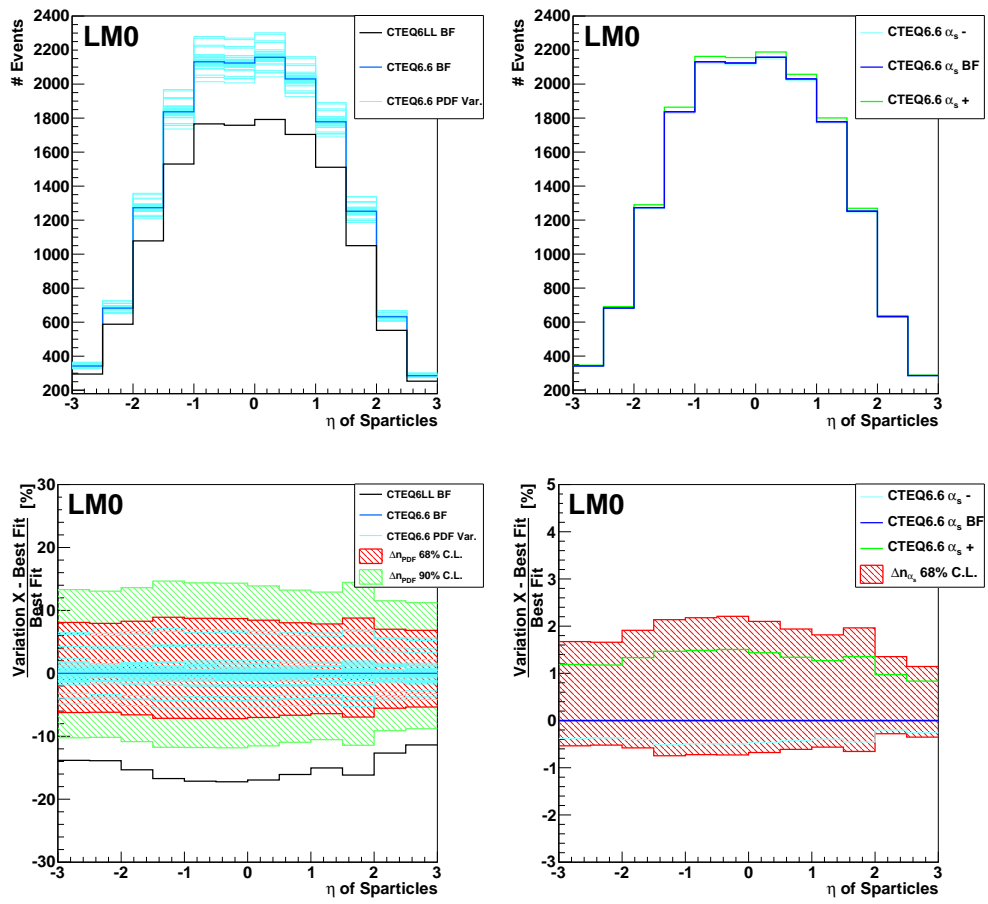 LM0
# Events
CTEQ6LL BF
CTEQ6.6 BF
CTEQ6.6 PDF Var.
2400
2200
2000
1800
1600
1400
1200
1000
800
600
400
200
-3 -2 -1 0 1 2 3
η of Sparticles
LM0
# Events
CTEQ6.6 αs -
CTEQ6.6 αs BF
CTEQ6.6 αs +
2400
2200
2000
1800
1600
1400
1200
1000
800
600
400
200
-3 -2 -1 0 1 2 3
η of Sparticles
LM0
Variation X - Best Fit [%]
Best Fit
CTEQ6LL BF
CTEQ6.6 BF
CTEQ6.6 PDF Var.
ΔnPDF 68% C.L.
ΔnPDF 90% C.L.
30
20
10
0
-10
-20
-30
-3 -2 -1 0 1 2 3
η of Sparticles
LM0
Variation X - Best Fit [%]
Best Fit
CTEQ6.6 αs -
CTEQ6.6 αs BF
CTEQ6.6 αs +
Δnαs 68% C.L.
5
4
3
2
1
0
-1
-2
-3
-3 -2 -1 0 1 2 3
η of Sparticles